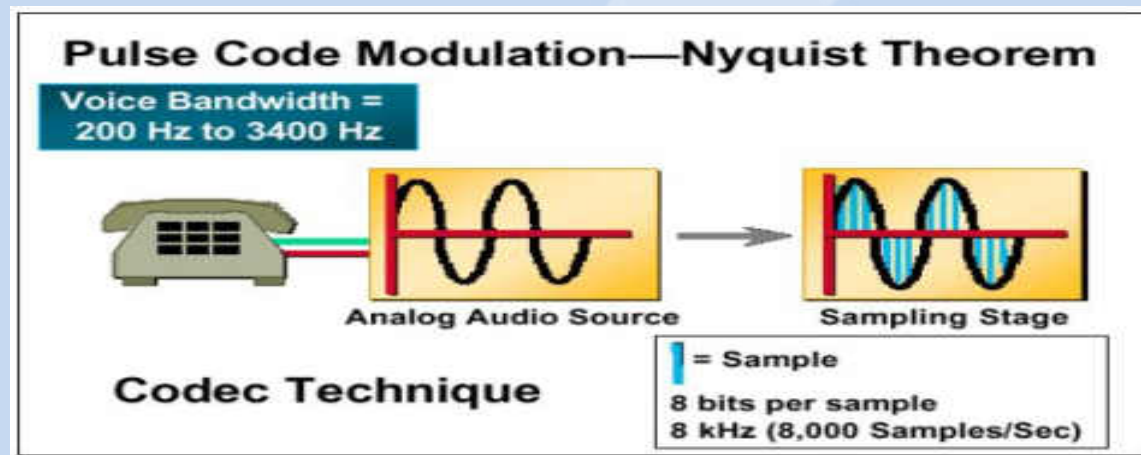 Pulse Code Modulation—Nyquist Theorem
Voice Bandwidth =
200 Hz to 3400 Hz
Analog Audio Source
Sampling Stage
Codec Technique
= Sample
8 bits per sample
8 kHz (8,000 Samples/Sec)